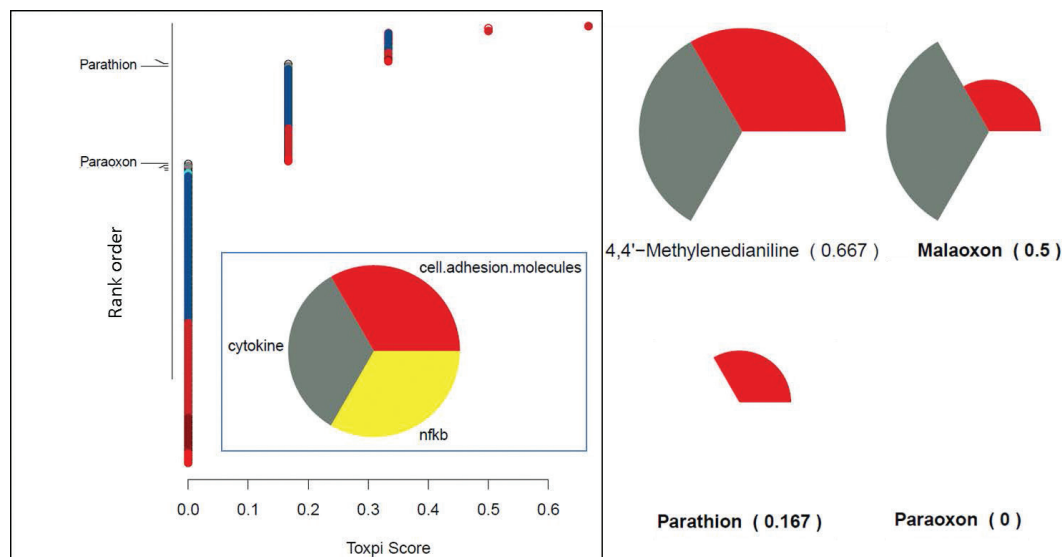 Parathion
Paraoxon
Rank order
cell.adhesion.molecules
cytokine
nfkb
0.0 0.1 0.2 0.3 0.4 0.5 0.6
Toxpi Score
4,4'−Methylenedianiline ( 0.667 )
Malaoxon ( 0.5 )
Parathion ( 0.167 )
Paraoxon ( 0 )